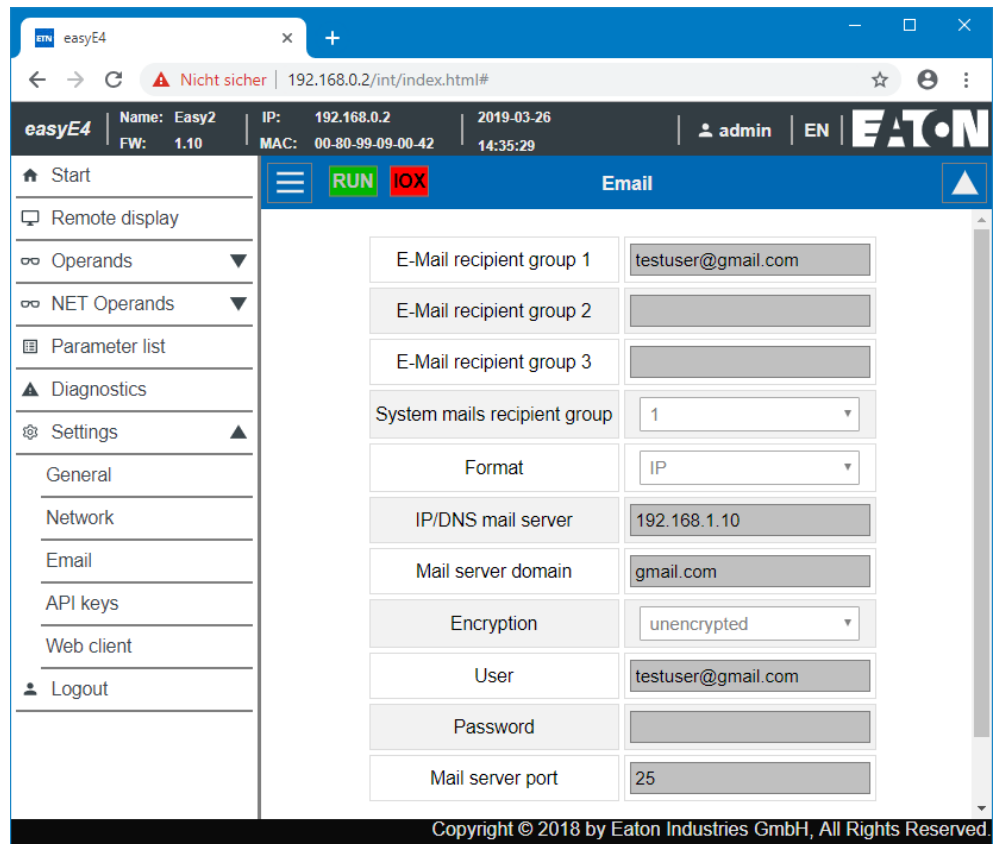 ETN easyE4
Nicht sicher | 192.168.0.2/int/index.html#
easyE4 Name: Easy2 IP: 192.168.0.2 2019-03-26 admin EN EATON
FW: 1.10 MAC: 00-80-99-09-00-42 14:35:29
Start
Remote display
Operands
NET Operands
Parameter list
Diagnostics
Settings
General
Network
Email
API keys
Web client
Logout
RUN IOX Email
E-Mail recipient group 1 testuser@gmail.com
E-Mail recipient group 2
E-Mail recipient group 3
System mails recipient group 1
Format IP
IP/DNS mail server 192.168.1.10
Mail server domain gmail.com
Encryption unencrypted
User testuser@gmail.com
Password
Mail server port 25
Copyright © 2018 by Eaton Industries GmbH, All Rights Reserved.